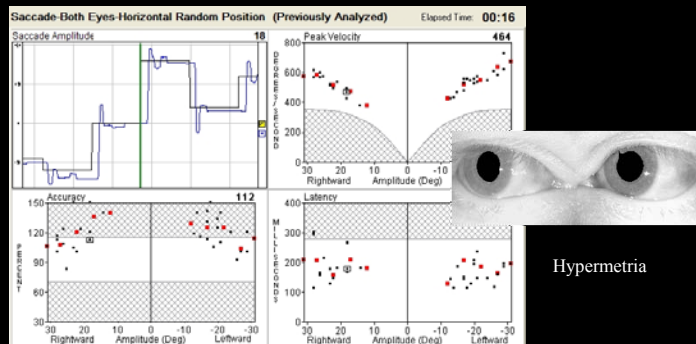 Saccade-Both Eyes-Horizontal Random Position (Previously Analyzed) Elapsed Time: 00:16
Saccade Amplitude 18
Peak Velocity 464
DEGREES/SECOND
800
600
400
200
0
30 20 10 0 -10
Rightward Amplitude (Deg)
Accuracy 112
PERCENT
150
120
90
60
30
30 20 10 0 -10 -20 -30
Rightward Amplitude (Deg) Leftward
Latency
MILLISECONDS
400
300
200
100
0
30 20 10 0 -10 -20 -30
Rightward Amplitude (Deg) Leftward
Hypermetria